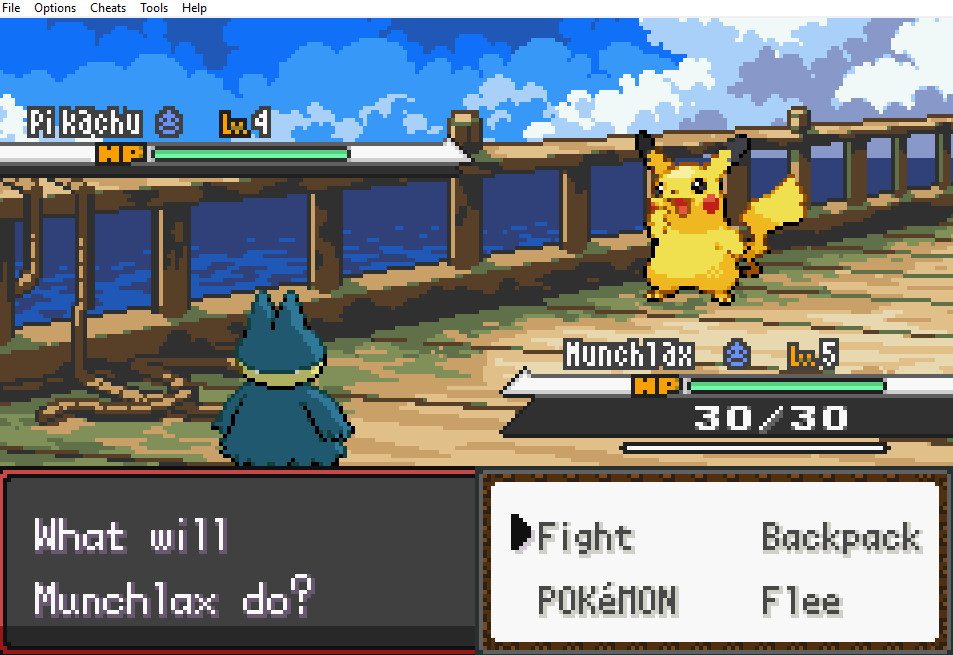 File Options Cheats Tools Help
Pikachu Lv.4
HP
Munchlax Lv.5
HP
30/30
What will
Munchlax do?
Fight Backpack
POKéMON Flee